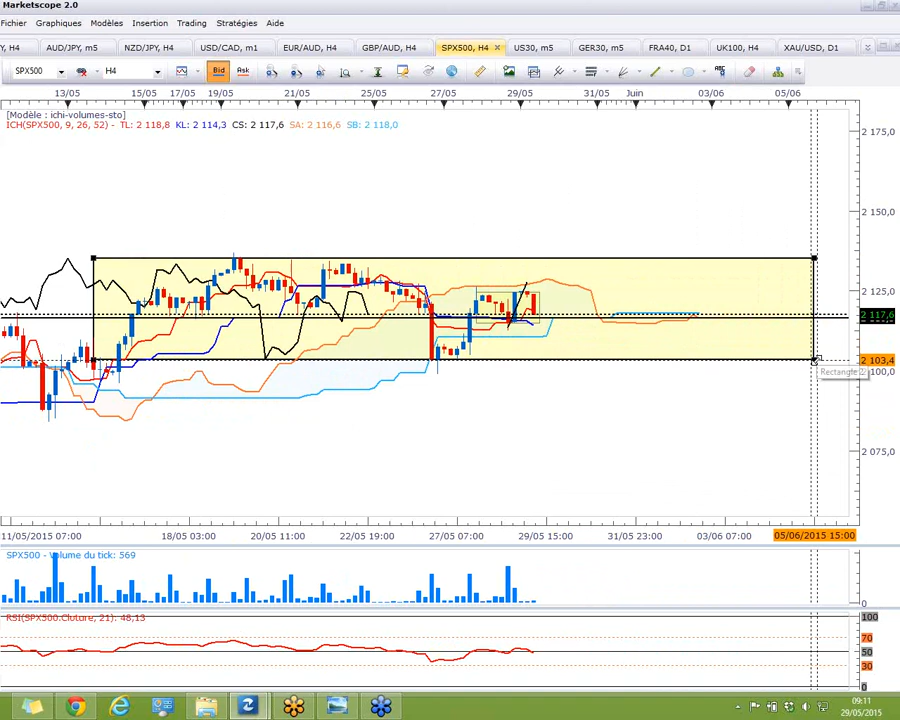 Marketscope 2.0
Fichier Graphiques Modèles Insertion Trading Stratégies Aide
Y, H4 AUD/JPY, m5 NZD/JPY, H4 USD/CAD, m1 EUR/AUD, H4 GBP/AUD, H4 SPX500, H4 US30, m5 GER30, m5 FRA40, D1 UK100, H4 XAU/USD, D1
SPX500 H4 Bid Ask ABC
13/05 15/05 17/05 19/05 21/05 25/05 27/05 29/05 31/05 Juin 03/06 05/06
[Modèle : ichi-volumes-sto]
ICH(SPX500, 9, 26, 52) - TL: 2 118,8 KL: 2 114,3 CS: 2 117,6 SA: 2 116,6 SB: 2 118,0
2 175,0
2 150,0
2 125,0
2 117,6
2 103,4
Rectangle
2 100,0
2 075,0
11/05/2015 07:00 18/05 03:00 20/05 11:00 22/05 19:00 27/05 07:00 29/05 15:00 31/05 23:00 03/06 07:00 05/06/2015 15:00
SPX500 - Volume du tick: 569
0
RSI(SPX500.Cloture, 21): 48,13
100
70
50
30
0
09:11
29/05/2015